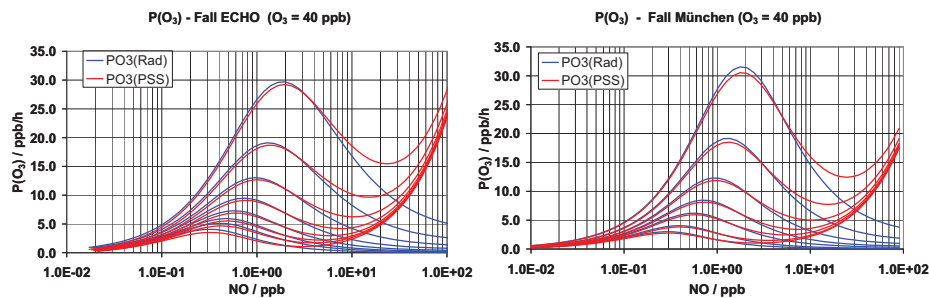 P(O₃) - Fall ECHO (O₃ = 40 ppb)
P(O₃) / ppb/h
35.0
30.0
25.0
20.0
15.0
10.0
5.0
0.0
PO3(Rad)
PO3(PSS)
1.0E-02 1.0E-01 1.0E+00 1.0E+01 1.0E+02
NO / ppb
P(O₃) - Fall München (O₃ = 40 ppb)
P(O₃) / ppb/h
35.0
30.0
25.0
20.0
15.0
10.0
5.0
0.0
PO3(Rad)
PO3(PSS)
1.0E-02 1.0E-01 1.0E+00 1.0E+01 1.0E+02
NO / ppb